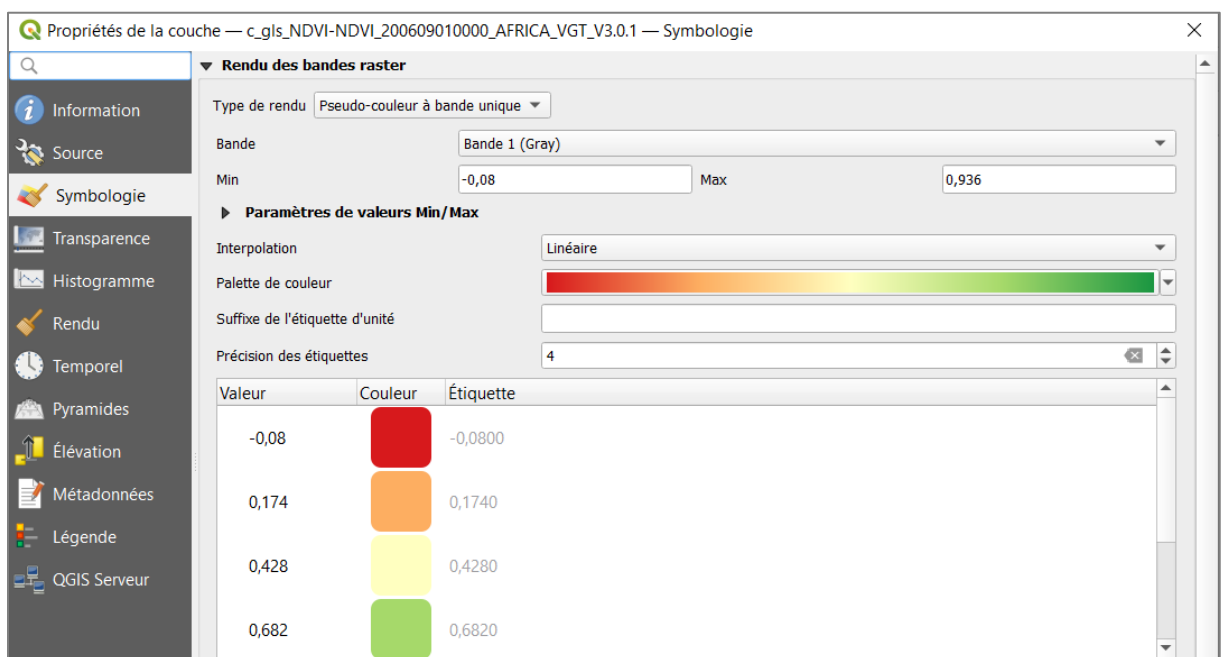 Propriétés de la couche — c_gls_NDVI-NDVI_200609010000_AFRICA_VGT_V3.0.1 — Symbologie
Rendu des bandes raster
Information
Source
Symbologie
Transparence
Histogramme
Rendu
Temporel
Pyramides
Élévation
Métadonnées
Légende
QGIS Serveur
Type de rendu Pseudo-couleur à bande unique
Bande Bande 1 (Gray)
Min -0,08 Max 0,936
Paramètres de valeurs Min/Max
Interpolation Linéaire
Palette de couleur
Suffixe de l'étiquette d'unité
Précision des étiquettes 4
Valeur Couleur Étiquette
-0,08 -0,0800
0,174 0,1740
0,428 0,4280
0,682 0,6820